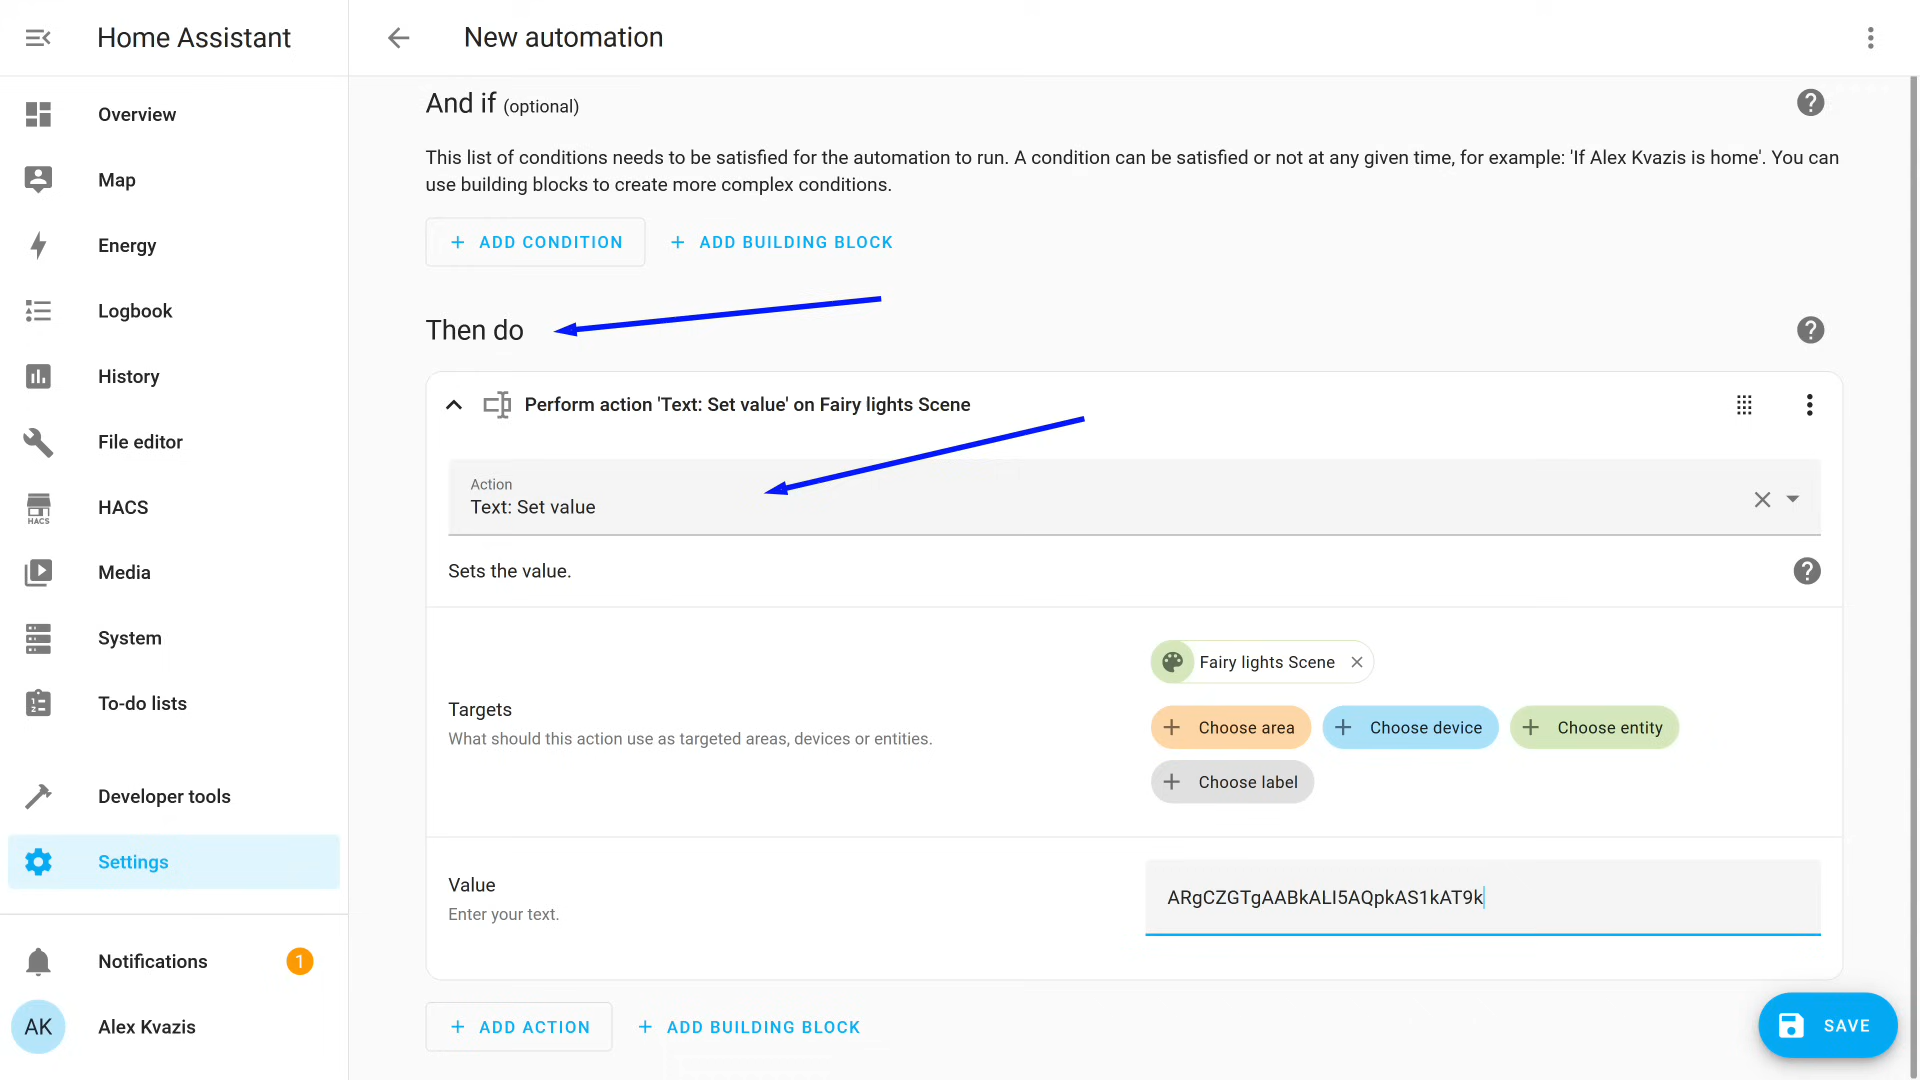 Home Assistant
New automation
Overview
Map
Energy
Logbook
History
File editor
HACS
HACS
Media
System
To-do lists
Developer tools
Settings
Notifications
1
AK
Alex Kvazis
And if (optional)
This list of conditions needs to be satisfied for the automation to run. A condition can be satisfied or not at any given time, for example: 'If Alex Kvazis is home'. You can
use building blocks to create more complex conditions.
+ ADD CONDITION + ADD BUILDING BLOCK
Then do
Perform action 'Text: Set value' on Fairy lights Scene
Action
Text: Set value
Sets the value.
Targets
What should this action use as targeted areas, devices or entities.
Fairy lights Scene
+ Choose area + Choose device + Choose entity
+ Choose label
Value
Enter your text.
ARgCZGTgAABkALI5AQpkAS1kAT9k
+ ADD ACTION + ADD BUILDING BLOCK
SAVE